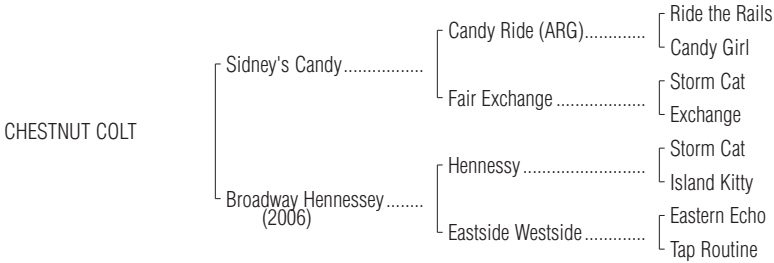 Ride the Rails
Candy Ride (ARG).............
Candy Girl
Sidney's Candy.................
Storm Cat
Fair Exchange ...................
Exchange
CHESTNUT COLT
Storm Cat
Hennessy ..........................
Island Kitty
Broadway Hennessey ........
(2006)
Eastern Echo
Eastside Westside.............
Tap Routine